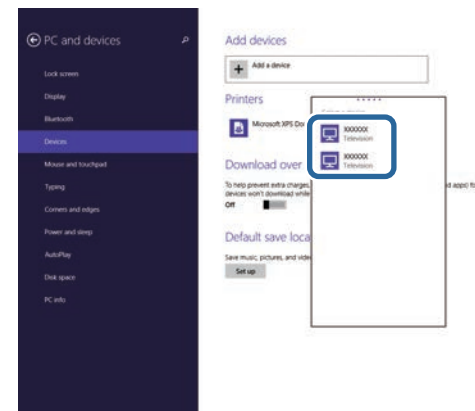 PC and devices
Lock screen
Display
Bluetooth
Devices
Mouse and touchpad
Typing
Corners and edges
Power and sleep
AutoPlay
Disk space
PC info
Add devices
Add a device
Printers
Microsoft XPS Do
XXXXXX
Television
XXXXXX
Television
Download over
To help prevent extra charges,
d apps) fo
devices won't download while
Off
Default save loca
Save music, pictures, and vide
Set up